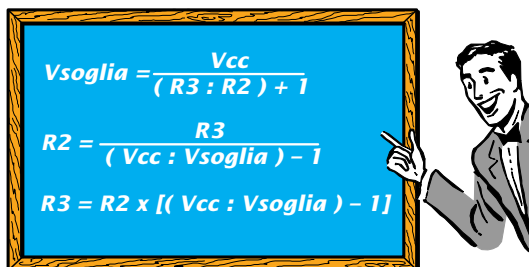 Vsoglia = Vcc
( R3 : R2 ) + 1
R2 = R3
( Vcc : Vsoglia ) – 1
R3 = R2 x [( Vcc : Vsoglia ) – 1]